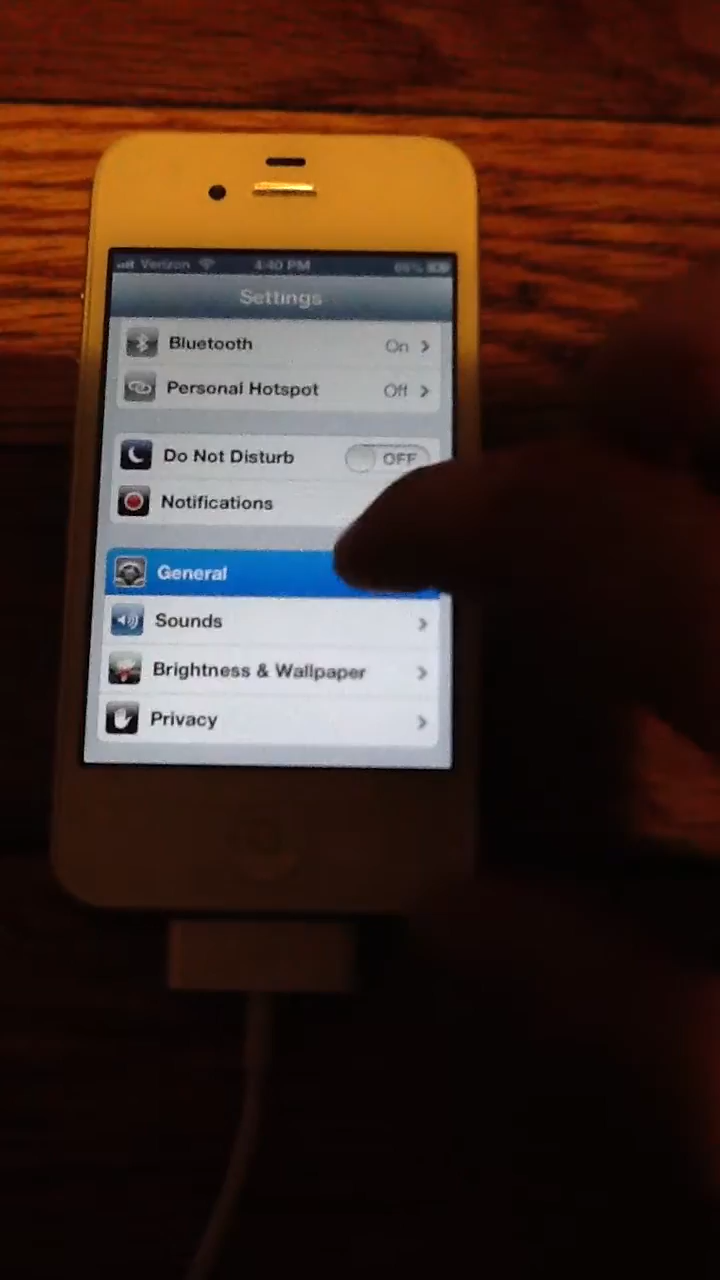 Verizon 4:40 PM
Settings
Bluetooth On
Personal Hotspot Off
Do Not Disturb OFF
Notifications
General
Sounds
Brightness & Wallpaper
Privacy